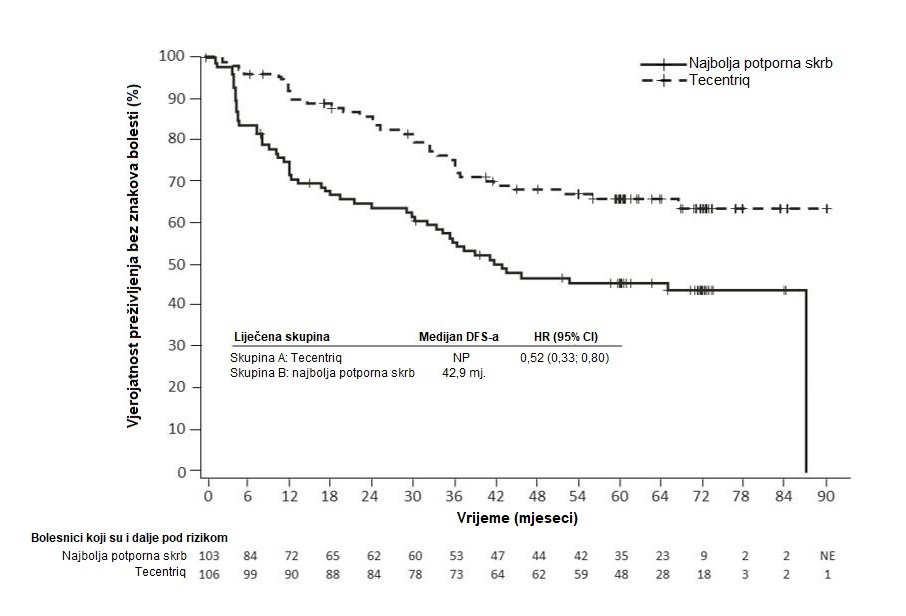 Vjerojatnost preživljenja bez znakova bolesti (%)
100
90
80
70
60
50
40
30
20
10
0
Najbolja potporna skrb
Tecentriq
Liječena skupina Medijan DFS-a HR (95% CI)
Skupina A: Tecentriq NP 0,52 (0,33; 0,80)
Skupina B: najbolja potporna skrb 42,9 mj.
0 6 12 18 24 30 36 42 48 54 60 64 72 78 84 90
Vrijeme (mjeseci)
Bolesnici koji su i dalje pod rizikom
Najbolja potporna skrb 103 84 72 65 62 60 53 47 44 42 35 23 9 2 2 NE
Tecentriq 106 99 90 88 84 78 73 64 62 59 48 28 18 3 2 1